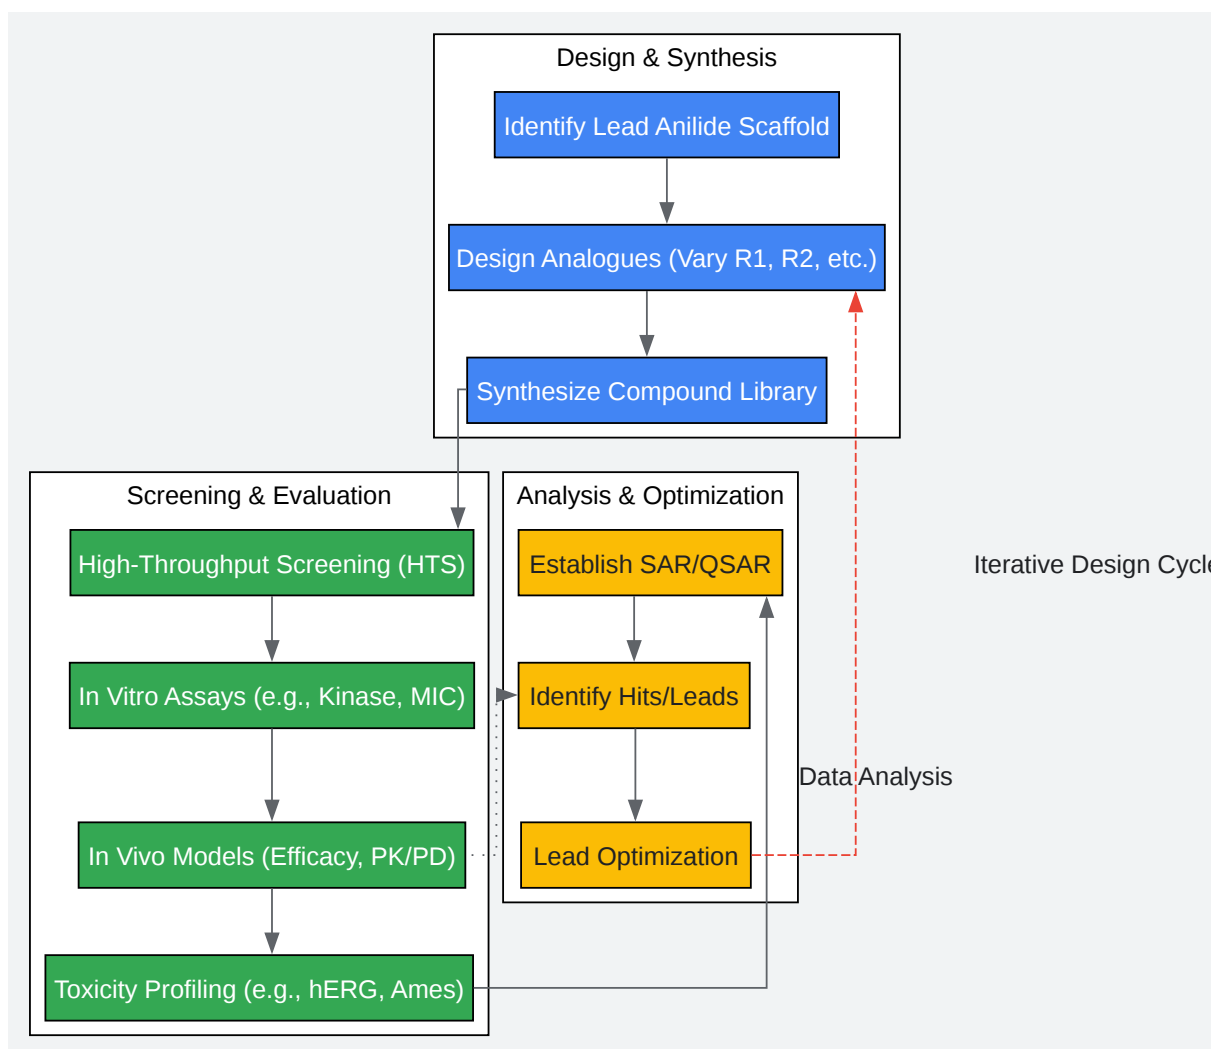 Design & Synthesis
Identify Lead Anilide Scaffold
Design Analogues (Vary R1, R2, etc.)
Synthesize Compound Library
Screening & Evaluation
High-Throughput Screening (HTS)
In Vitro Assays (e.g., Kinase, MIC)
In Vivo Models (Efficacy, PK/PD)
Toxicity Profiling (e.g., hERG, Ames)
Analysis & Optimization
Establish SAR/QSAR
Identify Hits/Leads
Lead Optimization
Data Analysis
Iterative Design Cycle